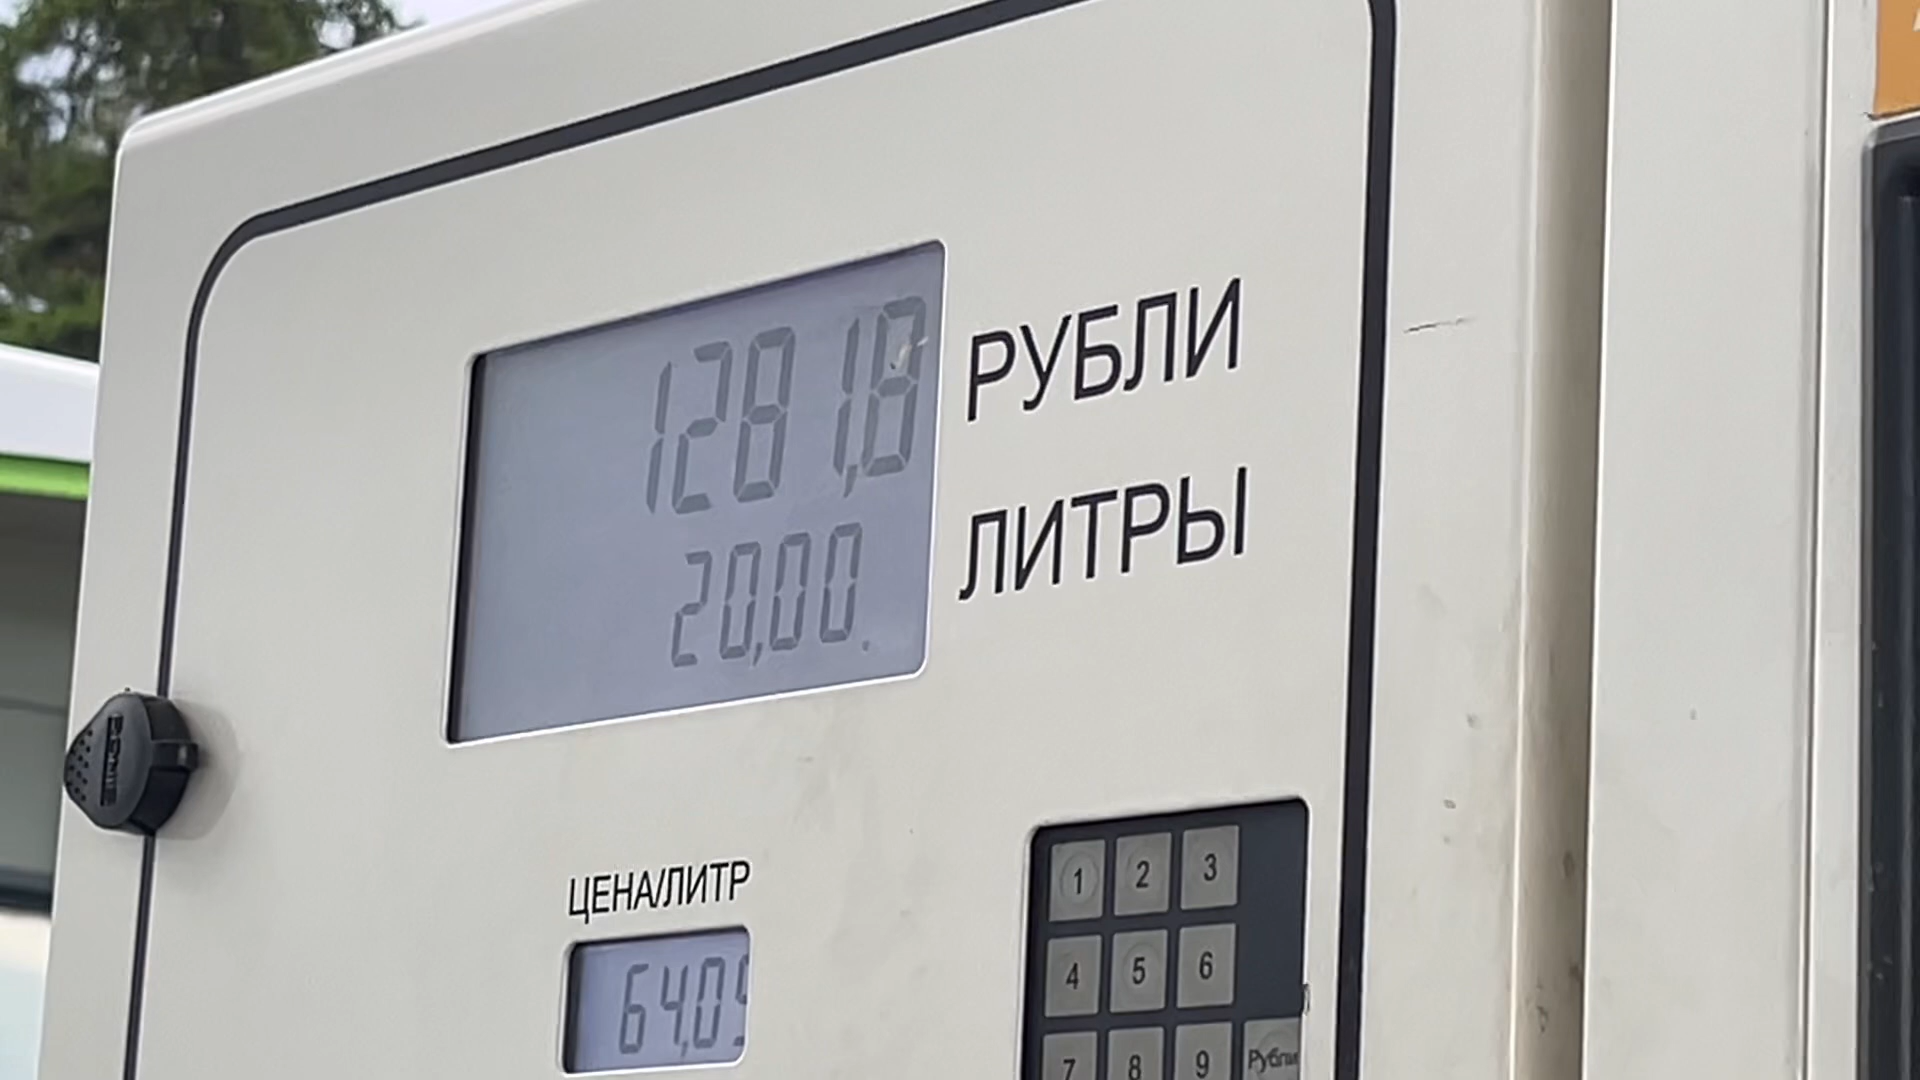 1281,8 РУБЛИ
20,00. ЛИТРЫ
ЦЕНА/ЛИТР
64,09
1 2 3
4 5 6
7 8 9 Рубли